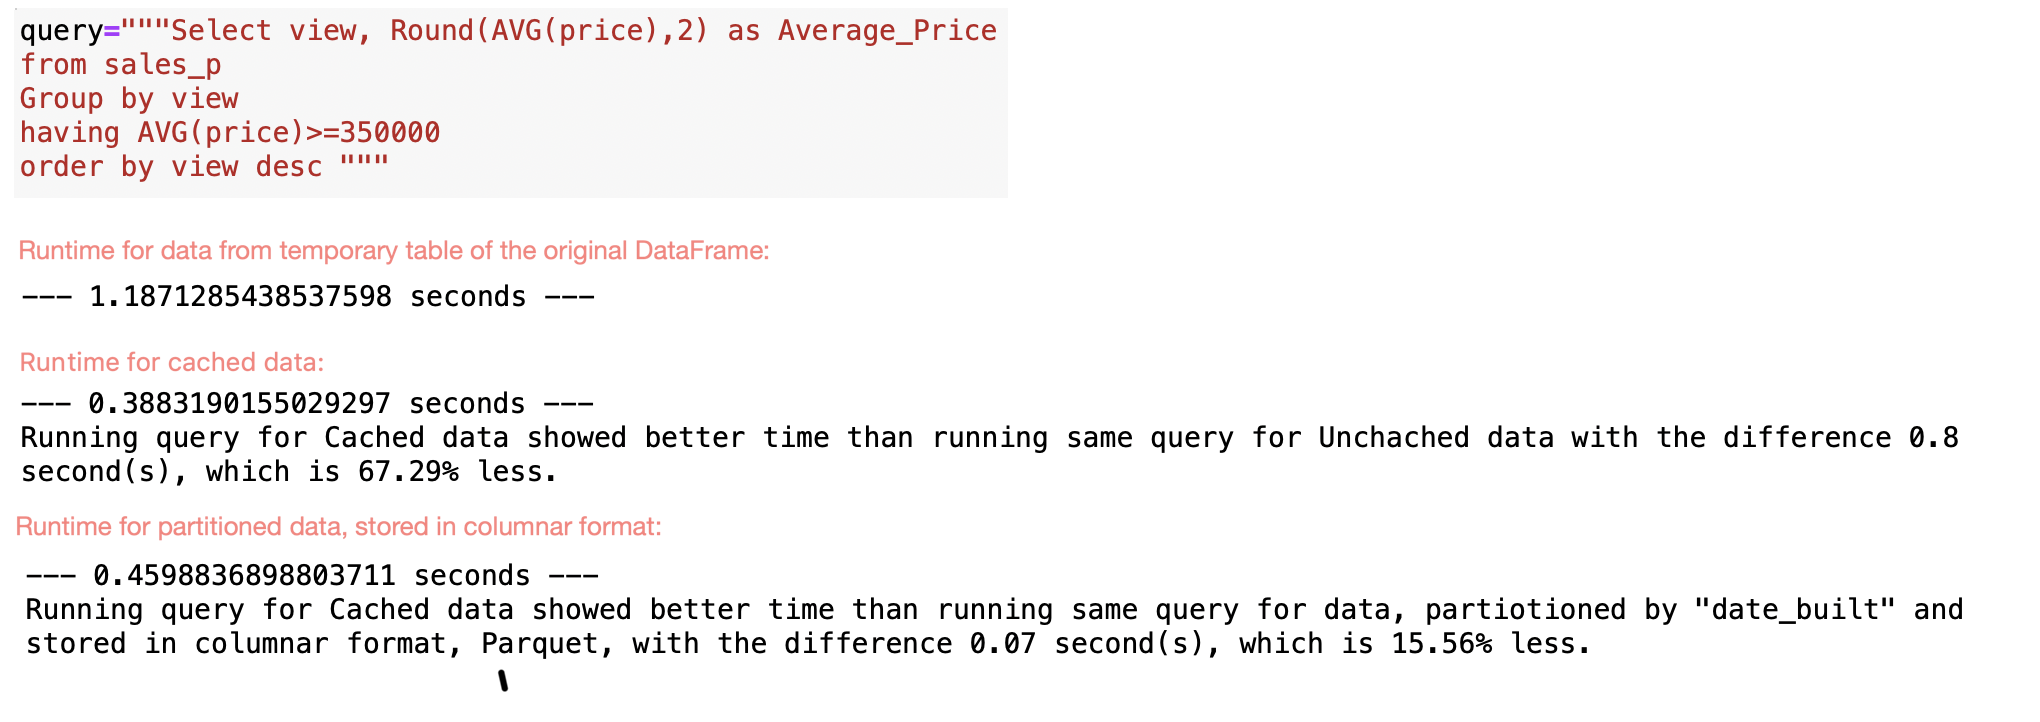 query="""Select view, Round(AVG(price),2) as Average_Price
from sales_p
Group by view
having AVG(price)>=350000
order by view desc """
Runtime for data from temporary table of the original DataFrame:
--- 1.1871285438537598 seconds ---
Runtime for cached data:
--- 0.3883190155029297 seconds ---
Running query for Cached data showed better time than running same query for Unchached data with the difference 0.8
second(s), which is 67.29% less.
Runtime for partitioned data, stored in columnar format:
--- 0.4598836898803711 seconds ---
Running query for Cached data showed better time than running same query for data, partiotioned by "date_built" and
stored in columnar format, Parquet, with the difference 0.07 second(s), which is 15.56% less.